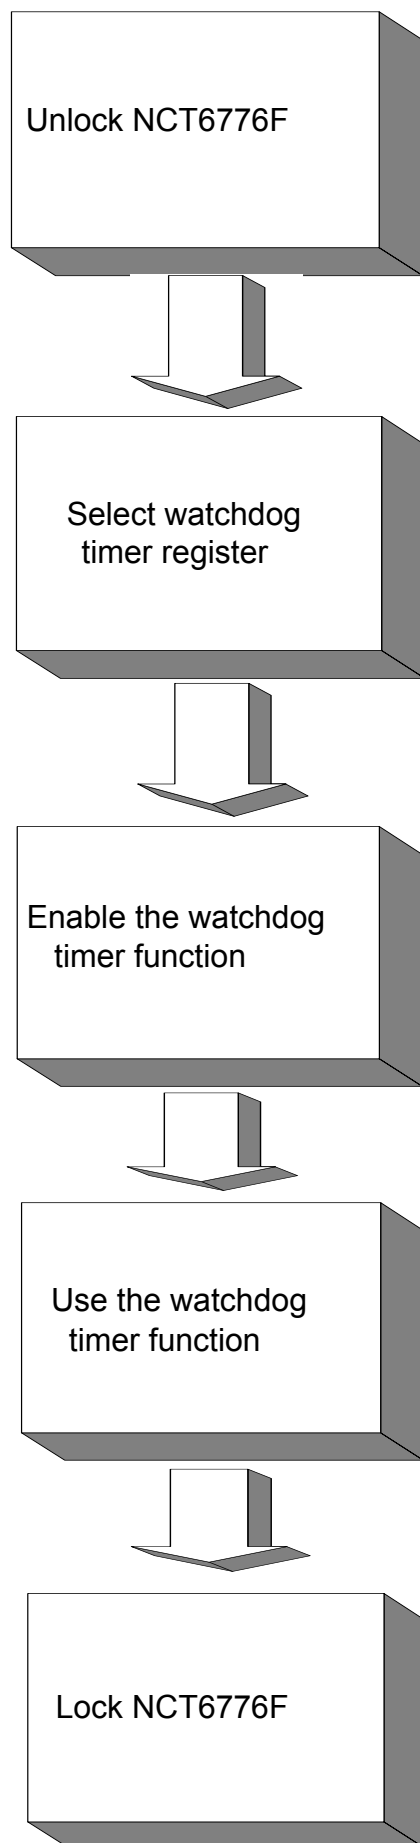 Unlock NCT6776F
Select watchdog
timer register
Enable the watchdog
timer function
Use the watchdog
timer function
Lock NCT6776F